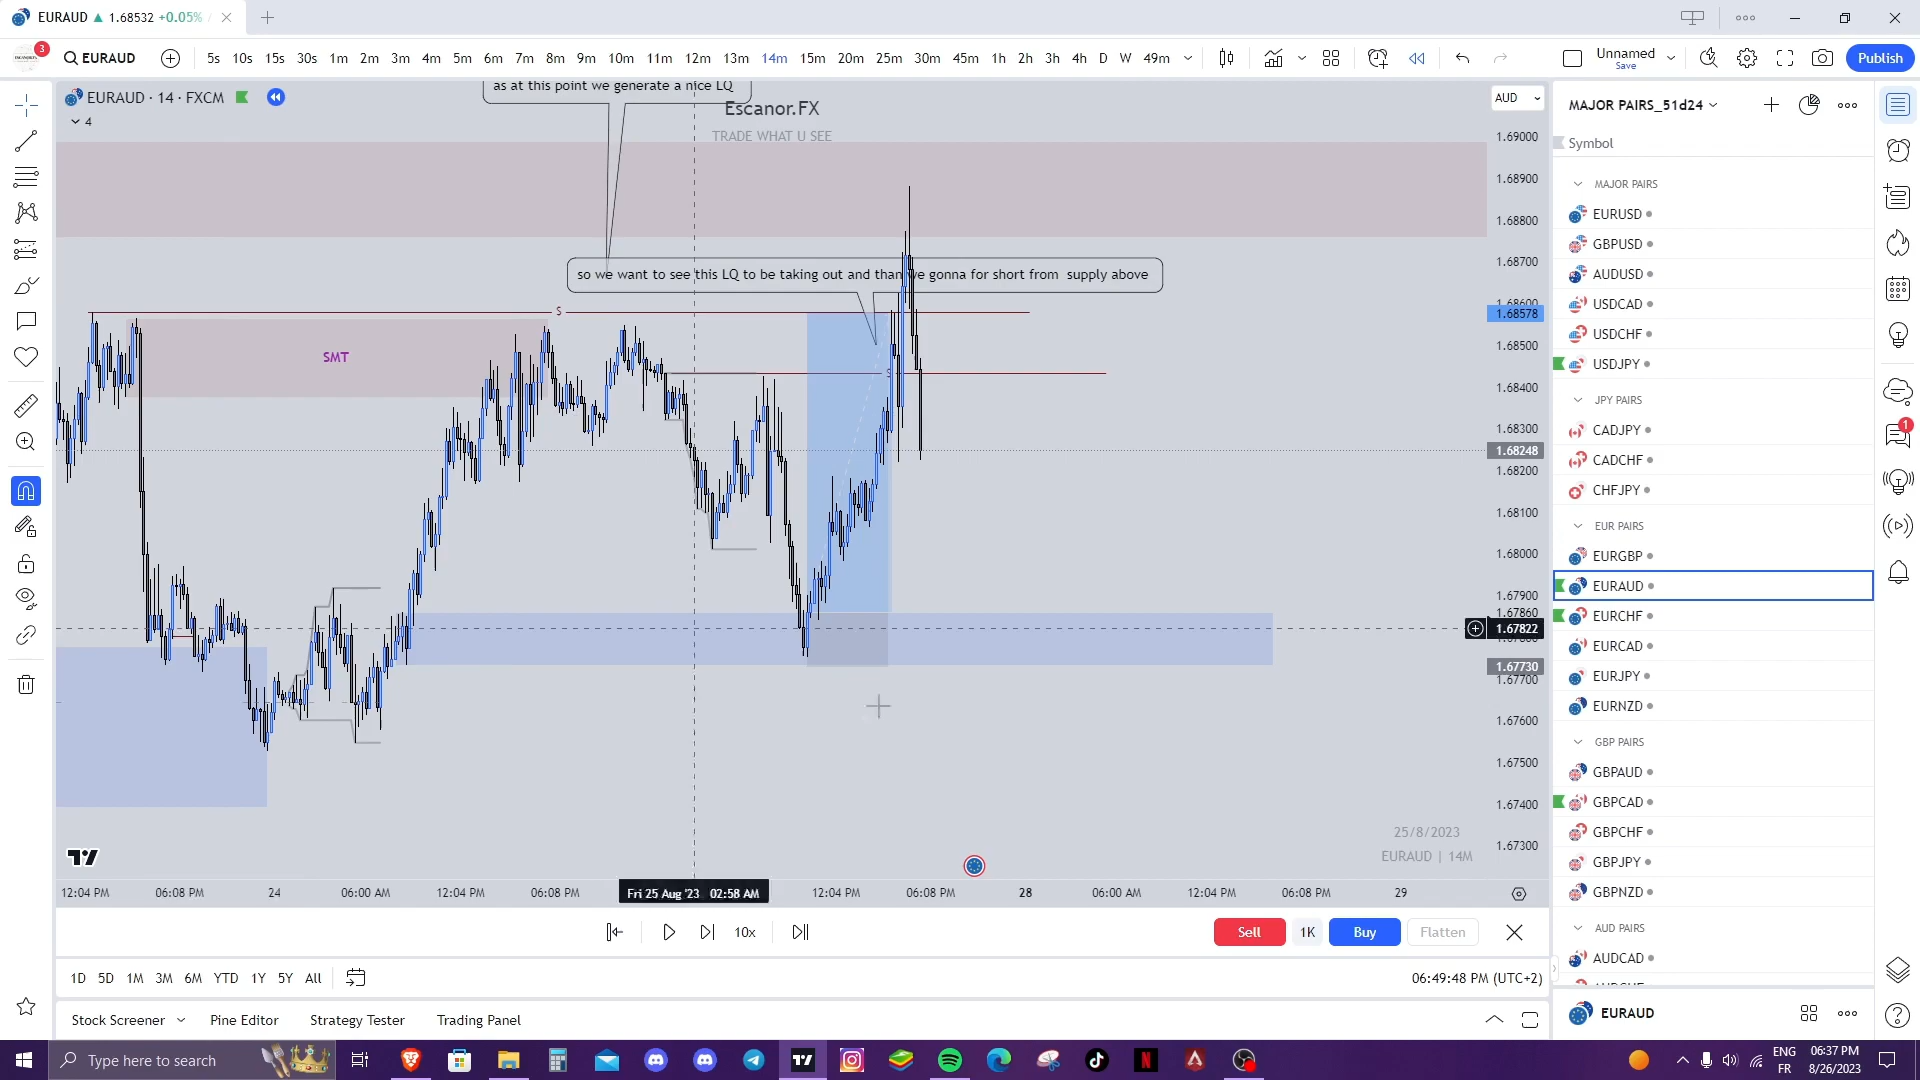 EURAUD ▲ 1.68532 +0.05% /
3
EURAUD
5s 10s 15s 30s 1m 2m 3m 4m 5m 6m 7m 8m 9m 10m 11m 12m 13m 14m 15m 20m 25m 30m 45m 1h 2h 3h 4h D W 49m
Unnamed
Save
Publish
as at this point we generate a nice LQ
EURAUD · 14 · FXCM
4
Escanor.FX
TRADE WHAT U SEE
so we want to see this LQ to be taking out and than we gonna for short from supply above
S
SMT
S
AUD
1.69000
1.68900
1.68800
1.68700
1.68600
1.68578
1.68500
1.68400
1.68300
1.68248
1.68200
1.68100
1.68000
1.67900
1.67860
1.67822
1.67800
1.67730
1.67700
1.67600
1.67500
1.67400
1.67300
25/8/2023
EURAUD | 14M
12:04 PM 06:08 PM 24 06:00 AM 12:04 PM 06:08 PM Fri 25 Aug '23 02:58 AM 12:04 PM 06:08 PM 28 06:00 AM 12:04 PM 06:08 PM 29
10x
Sell 1K Buy Flatten
1D 5D 1M 3M 6M YTD 1Y 5Y All
06:49:48 PM (UTC+2)
Stock Screener Pine Editor Strategy Tester Trading Panel
MAJOR PAIRS_51d24
Symbol
MAJOR PAIRS
EURUSD
GBPUSD
AUDUSD
USDCAD
USDCHF
USDJPY
JPY PAIRS
CADJPY
CADCHF
CHFJPY
EUR PAIRS
EURGBP
EURAUD
EURCHF
EURCAD
EURJPY
EURNZD
GBP PAIRS
GBPAUD
GBPCAD
GBPCHF
GBPJPY
GBPNZD
AUD PAIRS
AUDCAD
EURAUD
1
Type here to search
ENG
FR
06:37 PM
8/26/2023